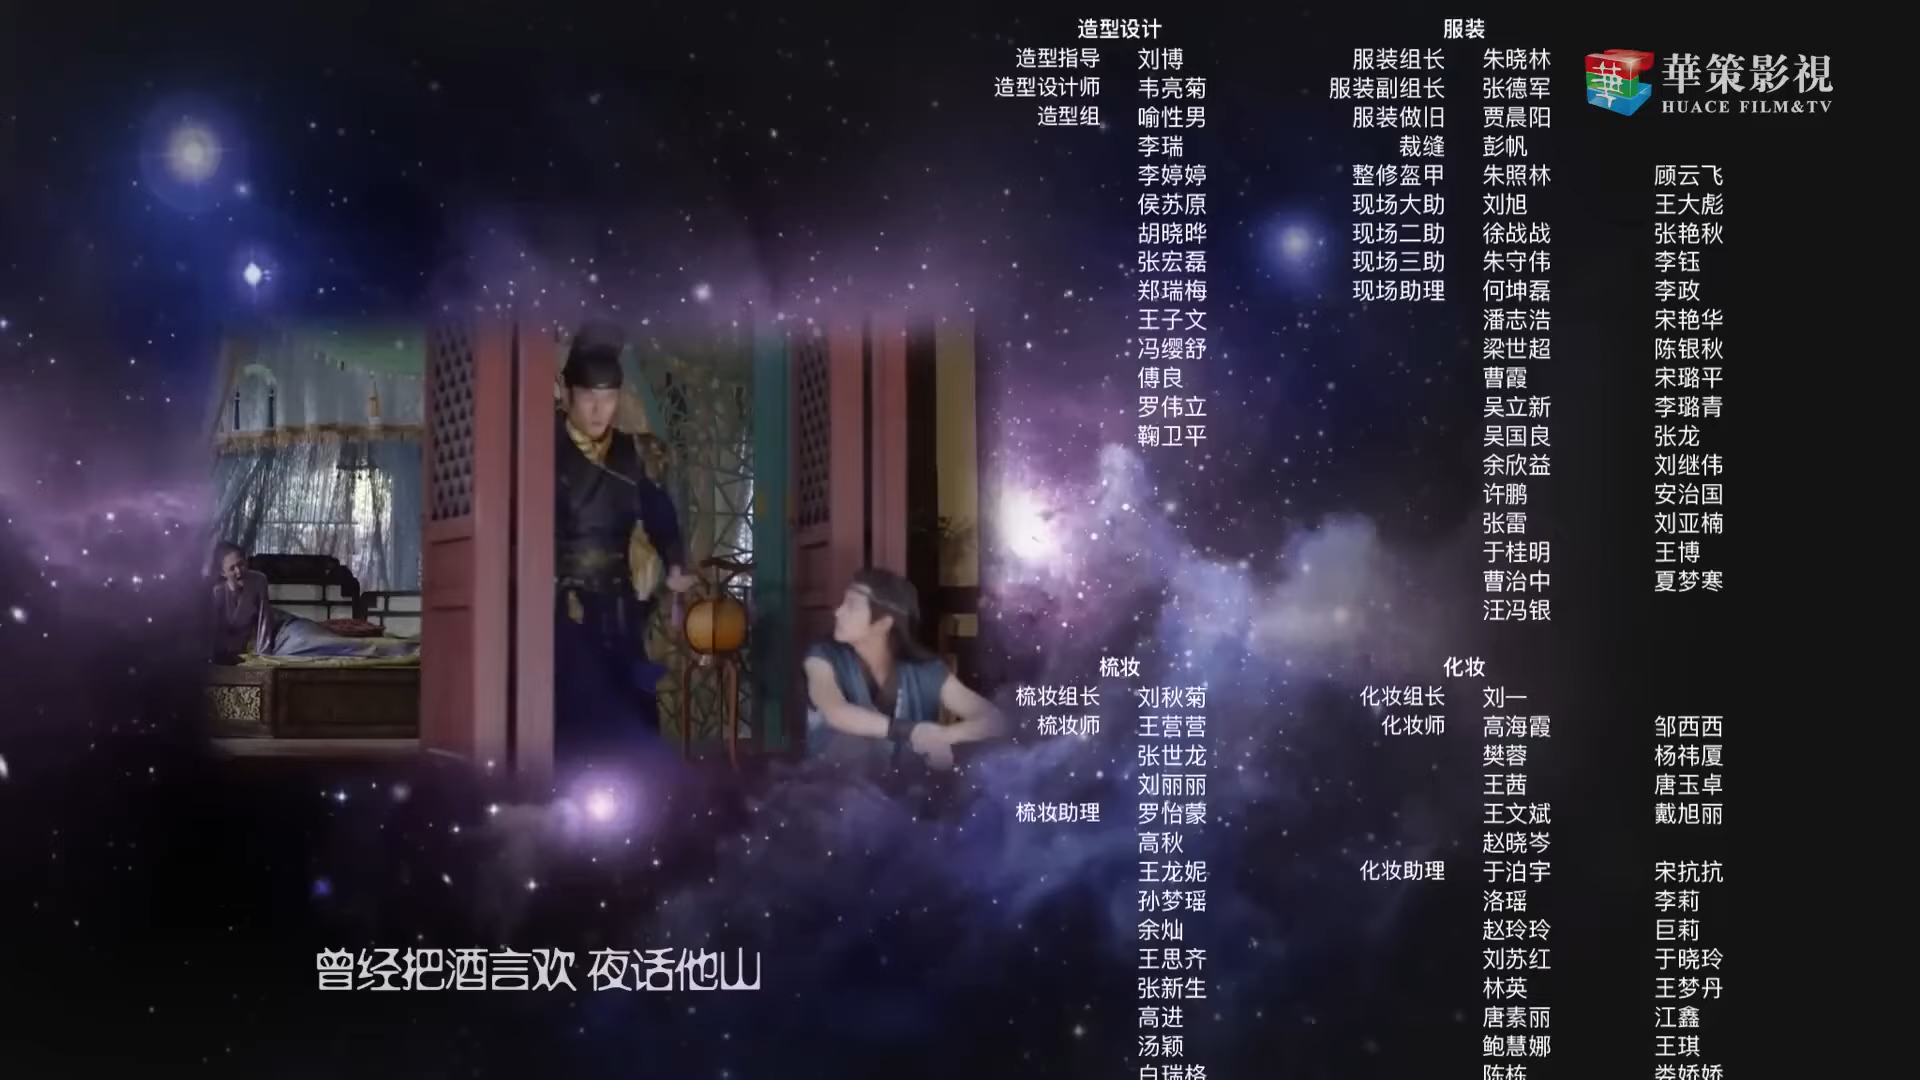 造型设计
造型指导 刘博
造型设计师 韦亮菊
造型组 喻性男
李瑞
李婷婷
侯苏原
胡晓晔
张宏磊
郑瑞梅
王子文
冯缨舒
傅良
罗伟立
鞠卫平
服装
服装组长 朱晓林
服装副组长 张德军
服装做旧 贾晨阳
裁缝 彭帆
整修盔甲 朱照林 顾云飞
现场大助 刘旭 王大彪
现场二助 徐战战 张艳秋
现场三助 朱守伟 李钰
现场助理 何坤磊 李政
潘志浩 宋艳华
梁世超 陈银秋
曹霞 宋璐平
吴立新 李璐青
吴国良 张龙
余欣益 刘继伟
许鹏 安治国
张雷 刘亚楠
于桂明 王博
曹治中 夏梦寒
汪冯银
華策影視
HUACE FILM&TV
梳妆
梳妆组长 刘秋菊
梳妆师 王营营
张世龙
刘丽丽
梳妆助理 罗怡蒙
高秋
王龙妮
孙梦瑶
余灿
王思齐
张新生
高进
汤颖
白瑞格
化妆
化妆组长 刘一
化妆师 高海霞 邹西西
樊蓉 杨祎厦
王茜 唐玉卓
王文斌 戴旭丽
赵晓岑
化妆助理 于泊宇 宋抗抗
洛瑶 李莉
赵玲玲 巨莉
刘苏红 于晓玲
林英 王梦丹
唐素丽 江鑫
鲍慧娜 王琪
陈栋 娄娇娇
曾经把酒言欢 夜话他山